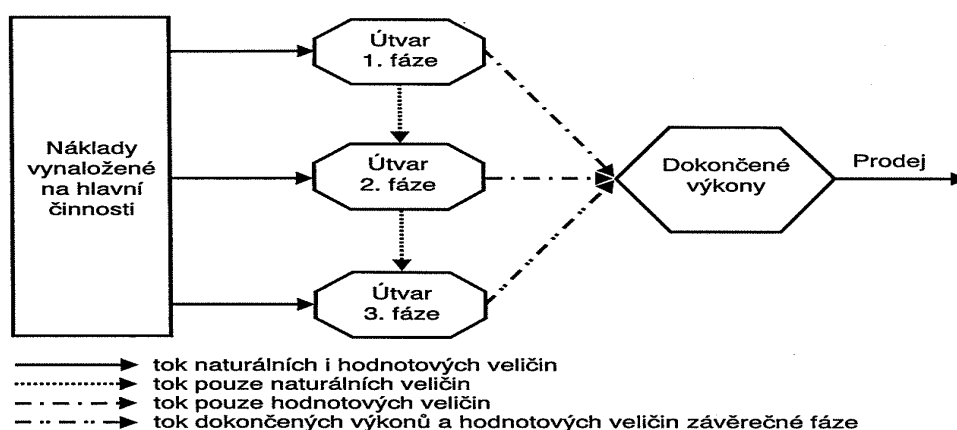 Náklady
vynaložené
na hlavní
činnosti
Útvar
1. fáze
Útvar
2. fáze
Útvar
3. fáze
Dokončené
výkony
Prodej
tok naturálních i hodnotových veličin
tok pouze naturálních veličin
tok pouze hodnotových veličin
tok dokončených výkonů a hodnotových veličin závěrečné fáze